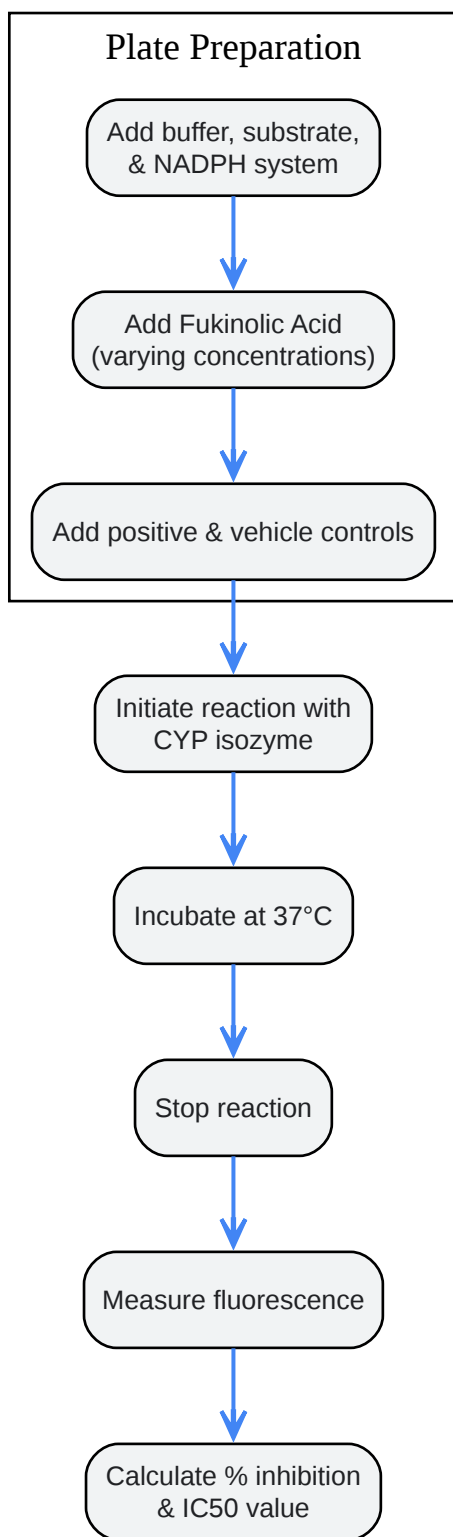 Plate Preparation
Add buffer, substrate,
& NADPH system
Add Fukinolic Acid
(varying concentrations)
Add positive & vehicle controls
Initiate reaction with
CYP isozyme
Incubate at 37°C
Stop reaction
Measure fluorescence
Calculate % inhibition
& IC50 value